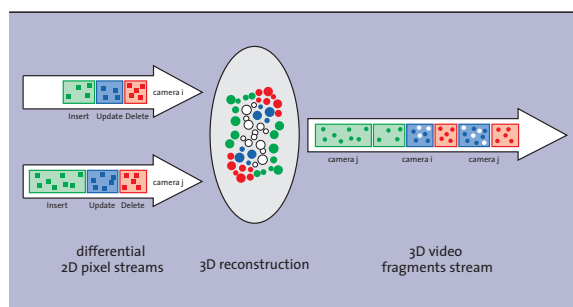 camera i
Insert Update Delete
camera j
Insert Update Delete
camera j camera i camera j
differential
2D pixel streams
3D reconstruction
3D video
fragments stream